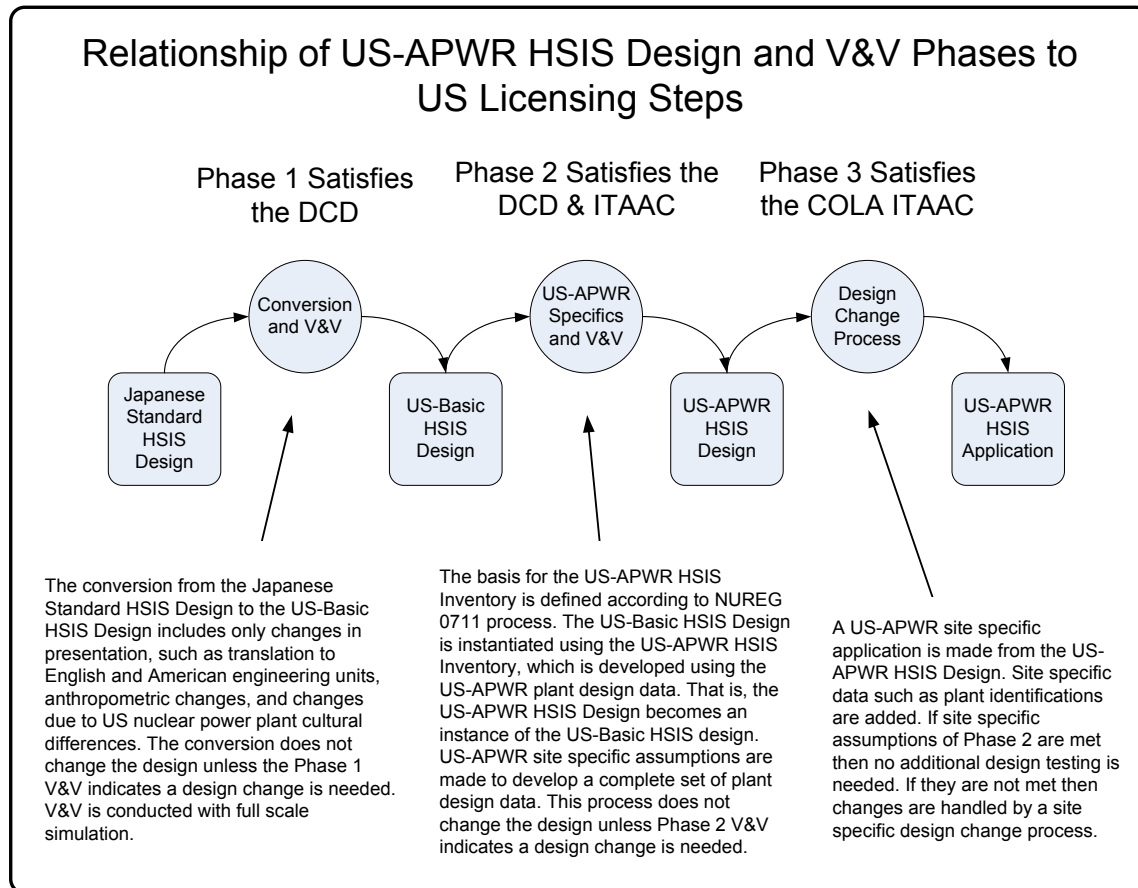 Relationship of US-APWR HSIS Design and V&V Phases to
US Licensing Steps
Phase 1 Satisfies
the DCD
Phase 2 Satisfies the
DCD & ITAAC
Phase 3 Satisfies
the COLA ITAAC
Conversion
and V&V
US-APWR
Specifics
and V&V
Design
Change
Process
Japanese
Standard
HSIS
Design
US-Basic
HSIS
Design
US-APWR
HSIS
Design
US-APWR
HSIS
Application
The conversion from the Japanese
Standard HSIS Design to the US-Basic
HSIS Design includes only changes in
presentation, such as translation to
English and American engineering units,
anthropometric changes, and changes
due to US nuclear power plant cultural
differences. The conversion does not
change the design unless the Phase 1
V&V indicates a design change is needed.
V&V is conducted with full scale
simulation.
The basis for the US-APWR HSIS
Inventory is defined according to NUREG
0711 process. The US-Basic HSIS Design
is instantiated using the US-APWR HSIS
Inventory, which is developed using the
US-APWR plant design data. That is, the
US-APWR HSIS Design becomes an
instance of the US-Basic HSIS design.
US-APWR site specific assumptions are
made to develop a complete set of plant
design data. This process does not
change the design unless Phase 2 V&V
indicates a design change is needed.
A US-APWR site specific
application is made from the US-
APWR HSIS Design. Site specific
data such as plant identifications
are added. If site specific
assumptions of Phase 2 are met
then no additional design testing is
needed. If they are not met then
changes are handled by a site
specific design change process.